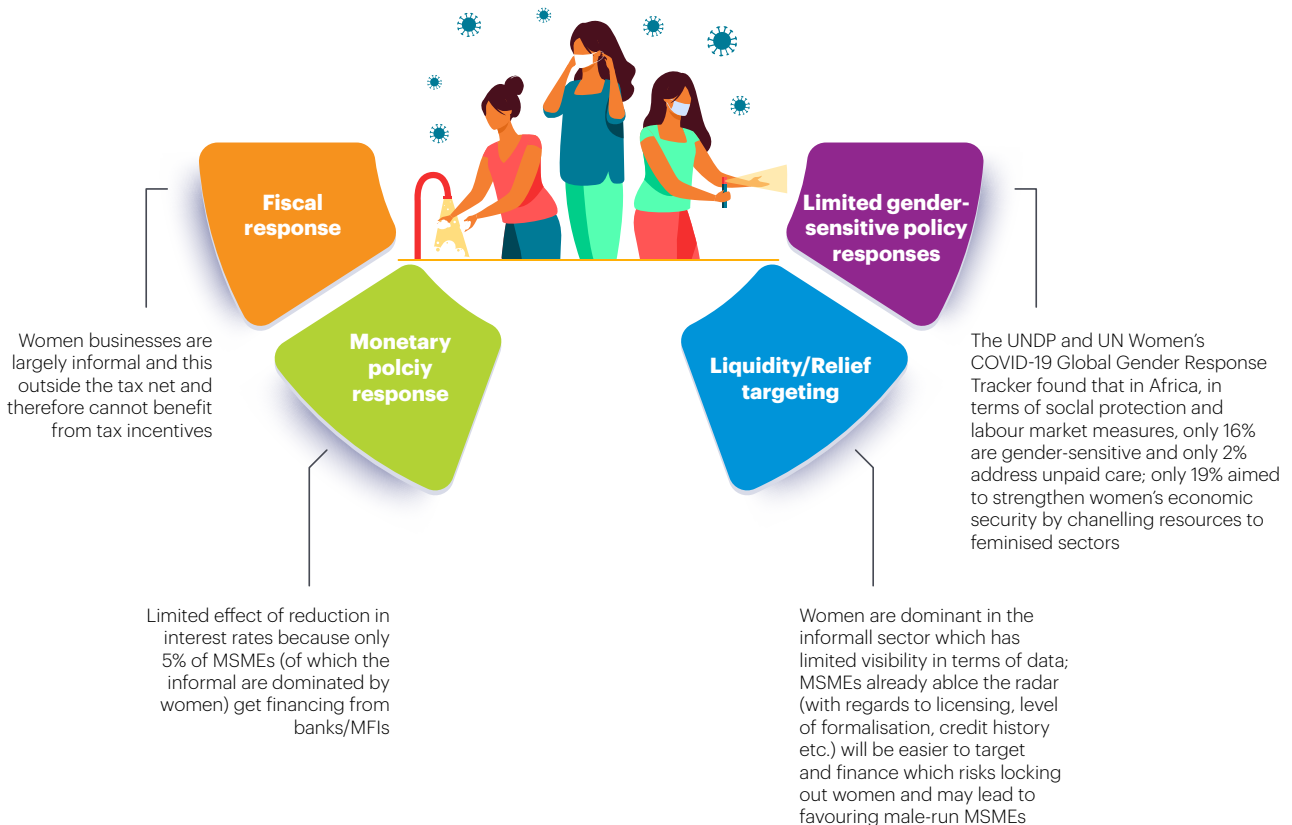 Fiscal
response
Women businesses are
largely informal and this
outside the tax net and
therefore cannot benefit
from tax incentives
Monetary
polciy
response
Limited effect of reduction in
interest rates because only
5% of MSMEs (of which the
informal are dominated by
women) get financing from
banks/MFIs
Liquidity/Relief
targeting
Women are dominant in the
informall sector which has
limited visibility in terms of data;
MSMEs already ablce the radar
(with regards to licensing, level
of formalisation, credit history
etc.) will be easier to target
and finance which risks locking
out women and may lead to
favouring male-run MSMEs
Limited gender-
sensitive policy
responses
The UNDP and UN Women’s
COVID-19 Global Gender Response
Tracker found that in Africa, in
terms of soclal protection and
labour market measures, only 16%
are gender-sensitive and only 2%
address unpaid care; only 19% aimed
to strengthen women’s economic
security by chanelling resources to
feminised sectors